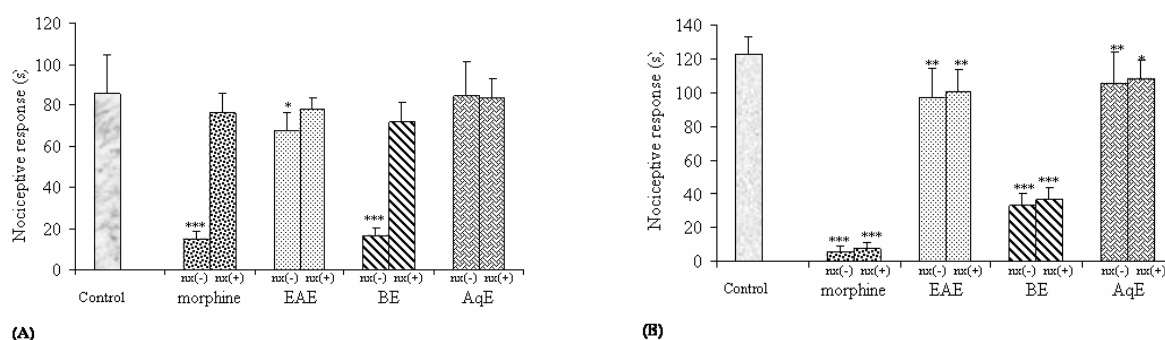 Nociceptive response (s)
120
100
80
60
40
20
0
*
***
***
nx(-) nx(+) nx(-) nx(+) nx(-) nx(+) nx(-) nx(+)
Control morphine EAE BE AqE
(A)
Nociceptive response (s)
140
120
100
80
60
40
20
0
** ** ** *
*** *** *** ***
nx(-) nx(+) nx(-) nx(+) nx(-) nx(+) nx(-) nx(+)
Control morphine EAE BE AqE
(B)